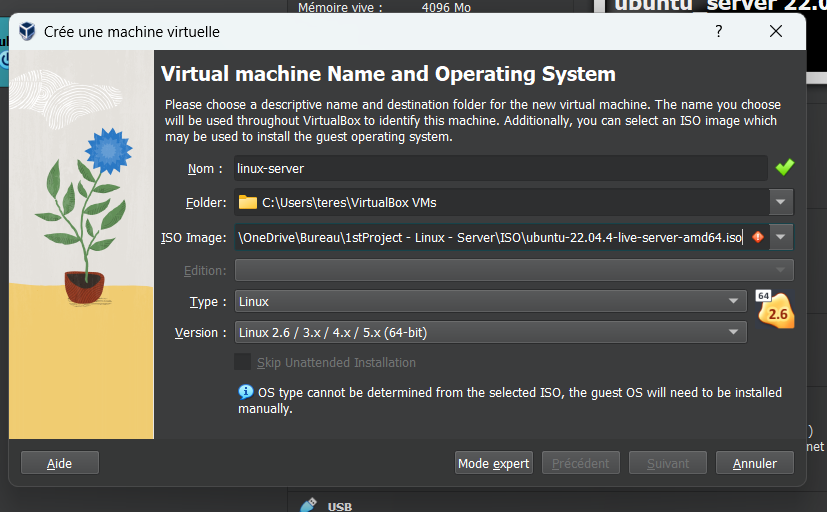 Mémoire vive : 4096 Mo
ubuntu_server 22.0
Crée une machine virtuelle
?
Virtual machine Name and Operating System
Please choose a descriptive name and destination folder for the new virtual machine. The name you choose
will be used throughout VirtualBox to identify this machine. Additionally, you can select an ISO image which
may be used to install the guest operating system.
Nom : linux-server
Folder: C:\Users\teres\VirtualBox VMs
ISO Image: \OneDrive\Bureau\1stProject - Linux - Server\ISO\ubuntu-22.04.4-live-server-amd64.iso
Edition:
Type : Linux
64
2.6
Version : Linux 2.6 / 3.x / 4.x / 5.x (64-bit)
Skip Unattended Installation
OS type cannot be determined from the selected ISO, the guest OS will need to be installed
manually.
)
net
Aide Mode expert Précédent Suivant Annuler
USB